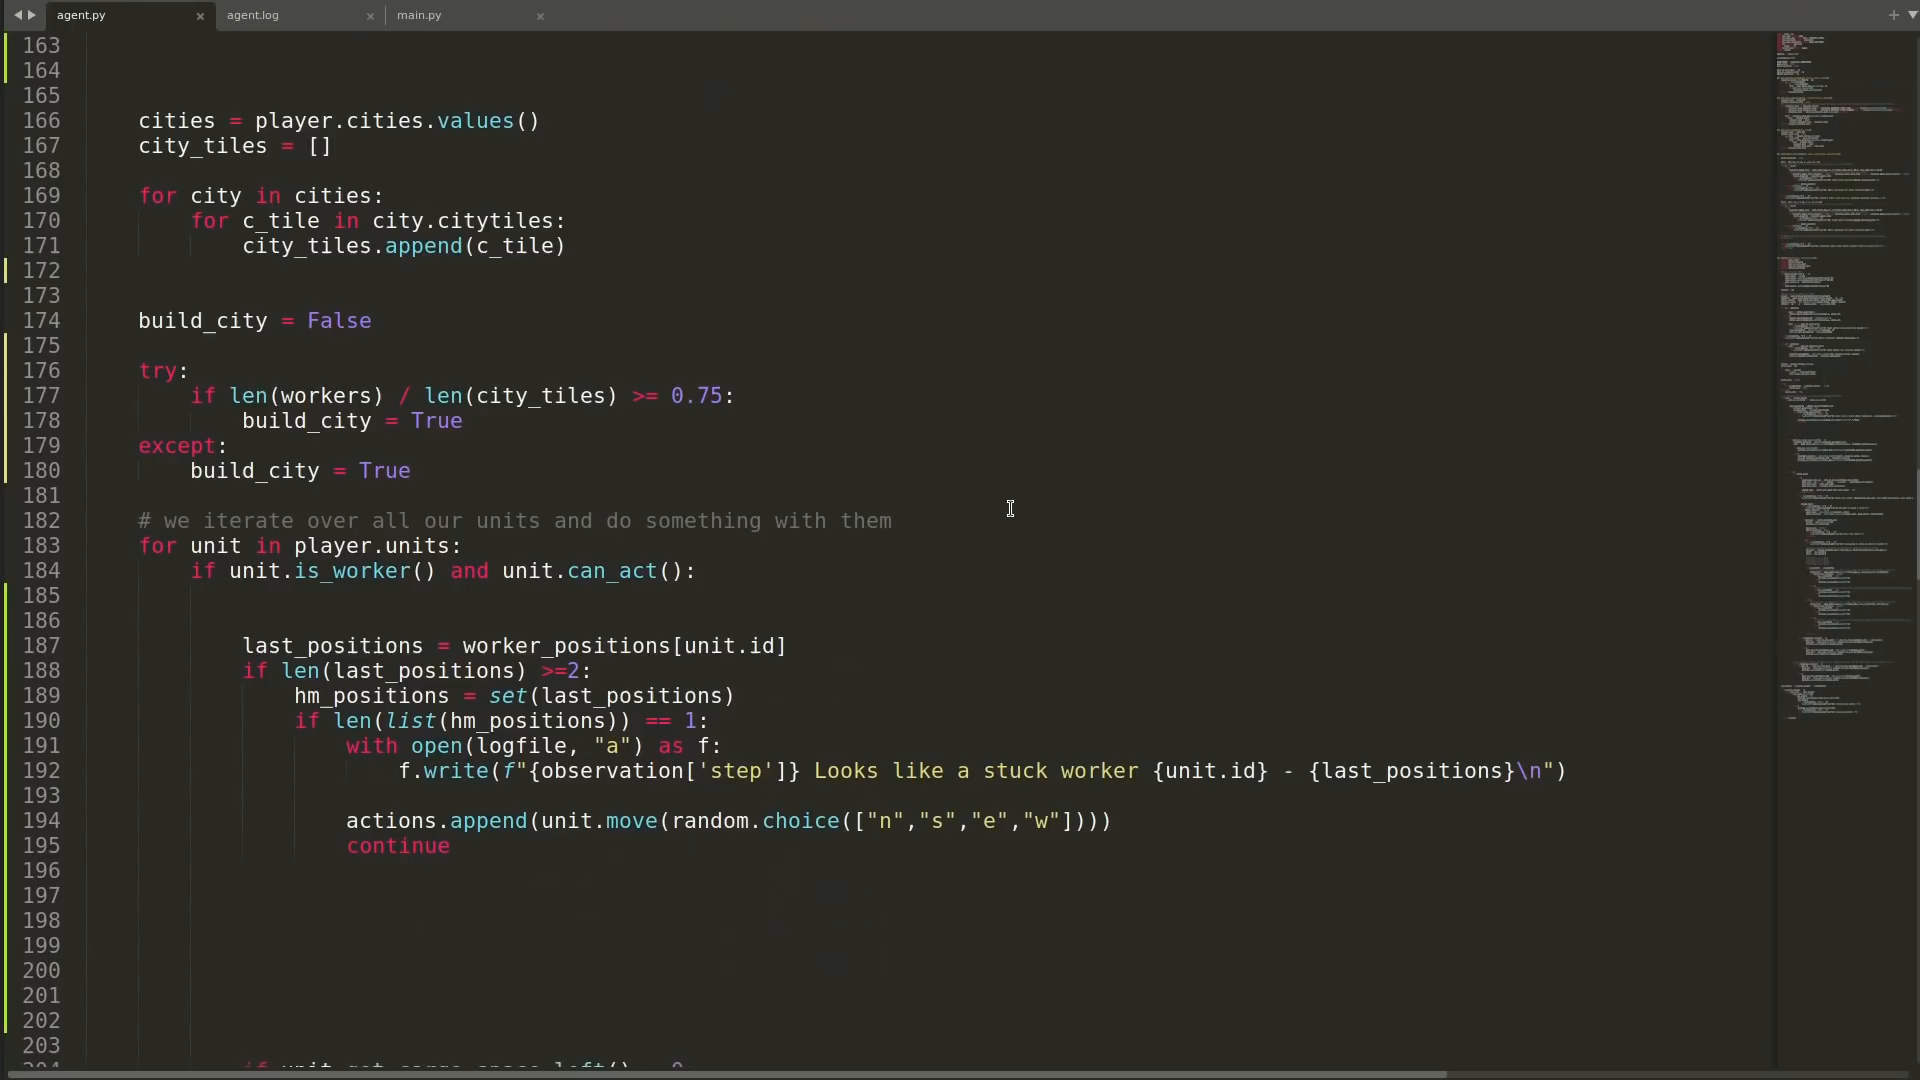 agent.py
agent.log
main.py
163
164
165
166 cities = player.cities.values()
167 city_tiles = []
168
169 for city in cities:
170 for c_tile in city.citytiles:
171 city_tiles.append(c_tile)
172
173
174 build_city = False
175
176 try:
177 if len(workers) / len(city_tiles) >= 0.75:
178 build_city = True
179 except:
180 build_city = True
181
182 # we iterate over all our units and do something with them
183 for unit in player.units:
184 if unit.is_worker() and unit.can_act():
185
186
187 last_positions = worker_positions[unit.id]
188 if len(last_positions) >=2:
189 hm_positions = set(last_positions)
190 if len(list(hm_positions)) == 1:
191 with open(logfile, "a") as f:
192 f.write(f"{observation['step']} Looks like a stuck worker {unit.id} - {last_positions}\n")
193
194 actions.append(unit.move(random.choice(["n","s","e","w"])))
195 continue
196
197
198
199
200
201
202
203